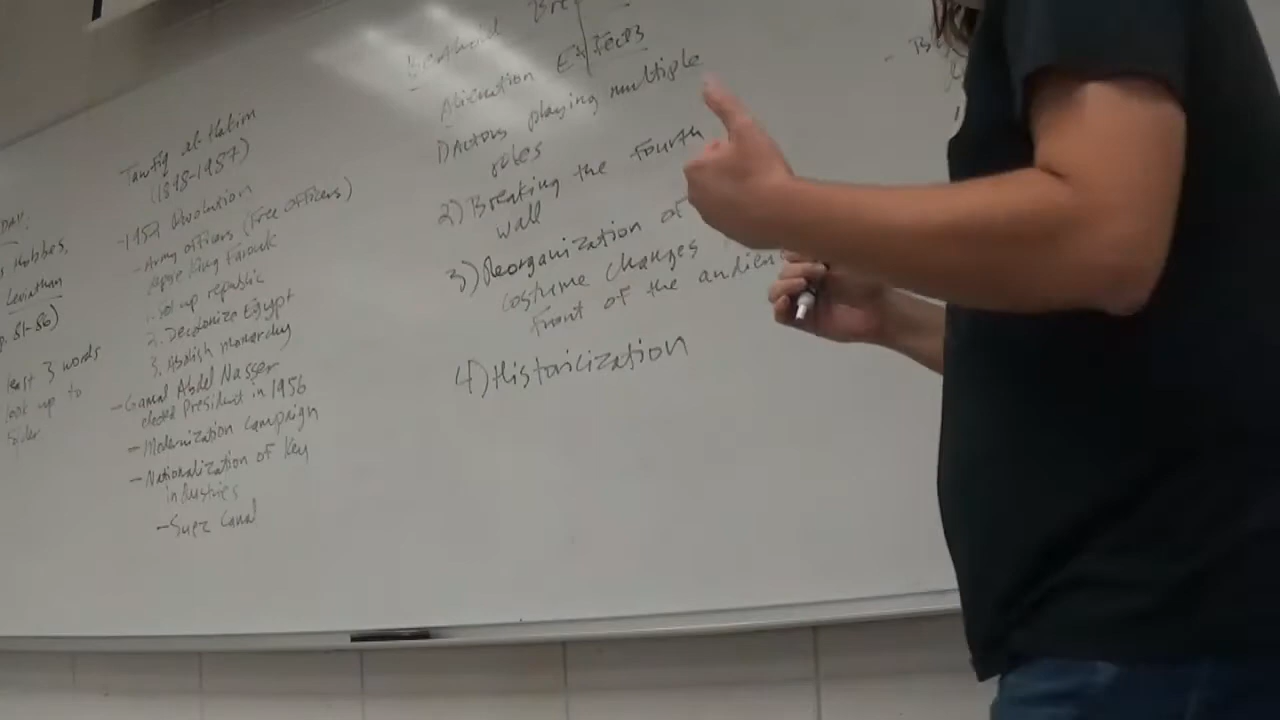 Hobbes,
Leviathan
51-56)
least 3 words
look up to
Tawfiq al-Hakim
(1898-1987)
-1952 Revolution
-Army officers (Free Officers)
King Farouk
1. Set up republic
2. Decolonize Egypt
3. Abolish monarchy
-Gamal Abdel Nasser
elected President in 1956
-Modernization campaign
-Nationalization of key
industries
-Suez Canal
Alienation Effects
1) Actors playing multiple
roles
2) Breaking the fourth
wall
3) Reorganization of
costume changes
front of the audien
4) Historicization